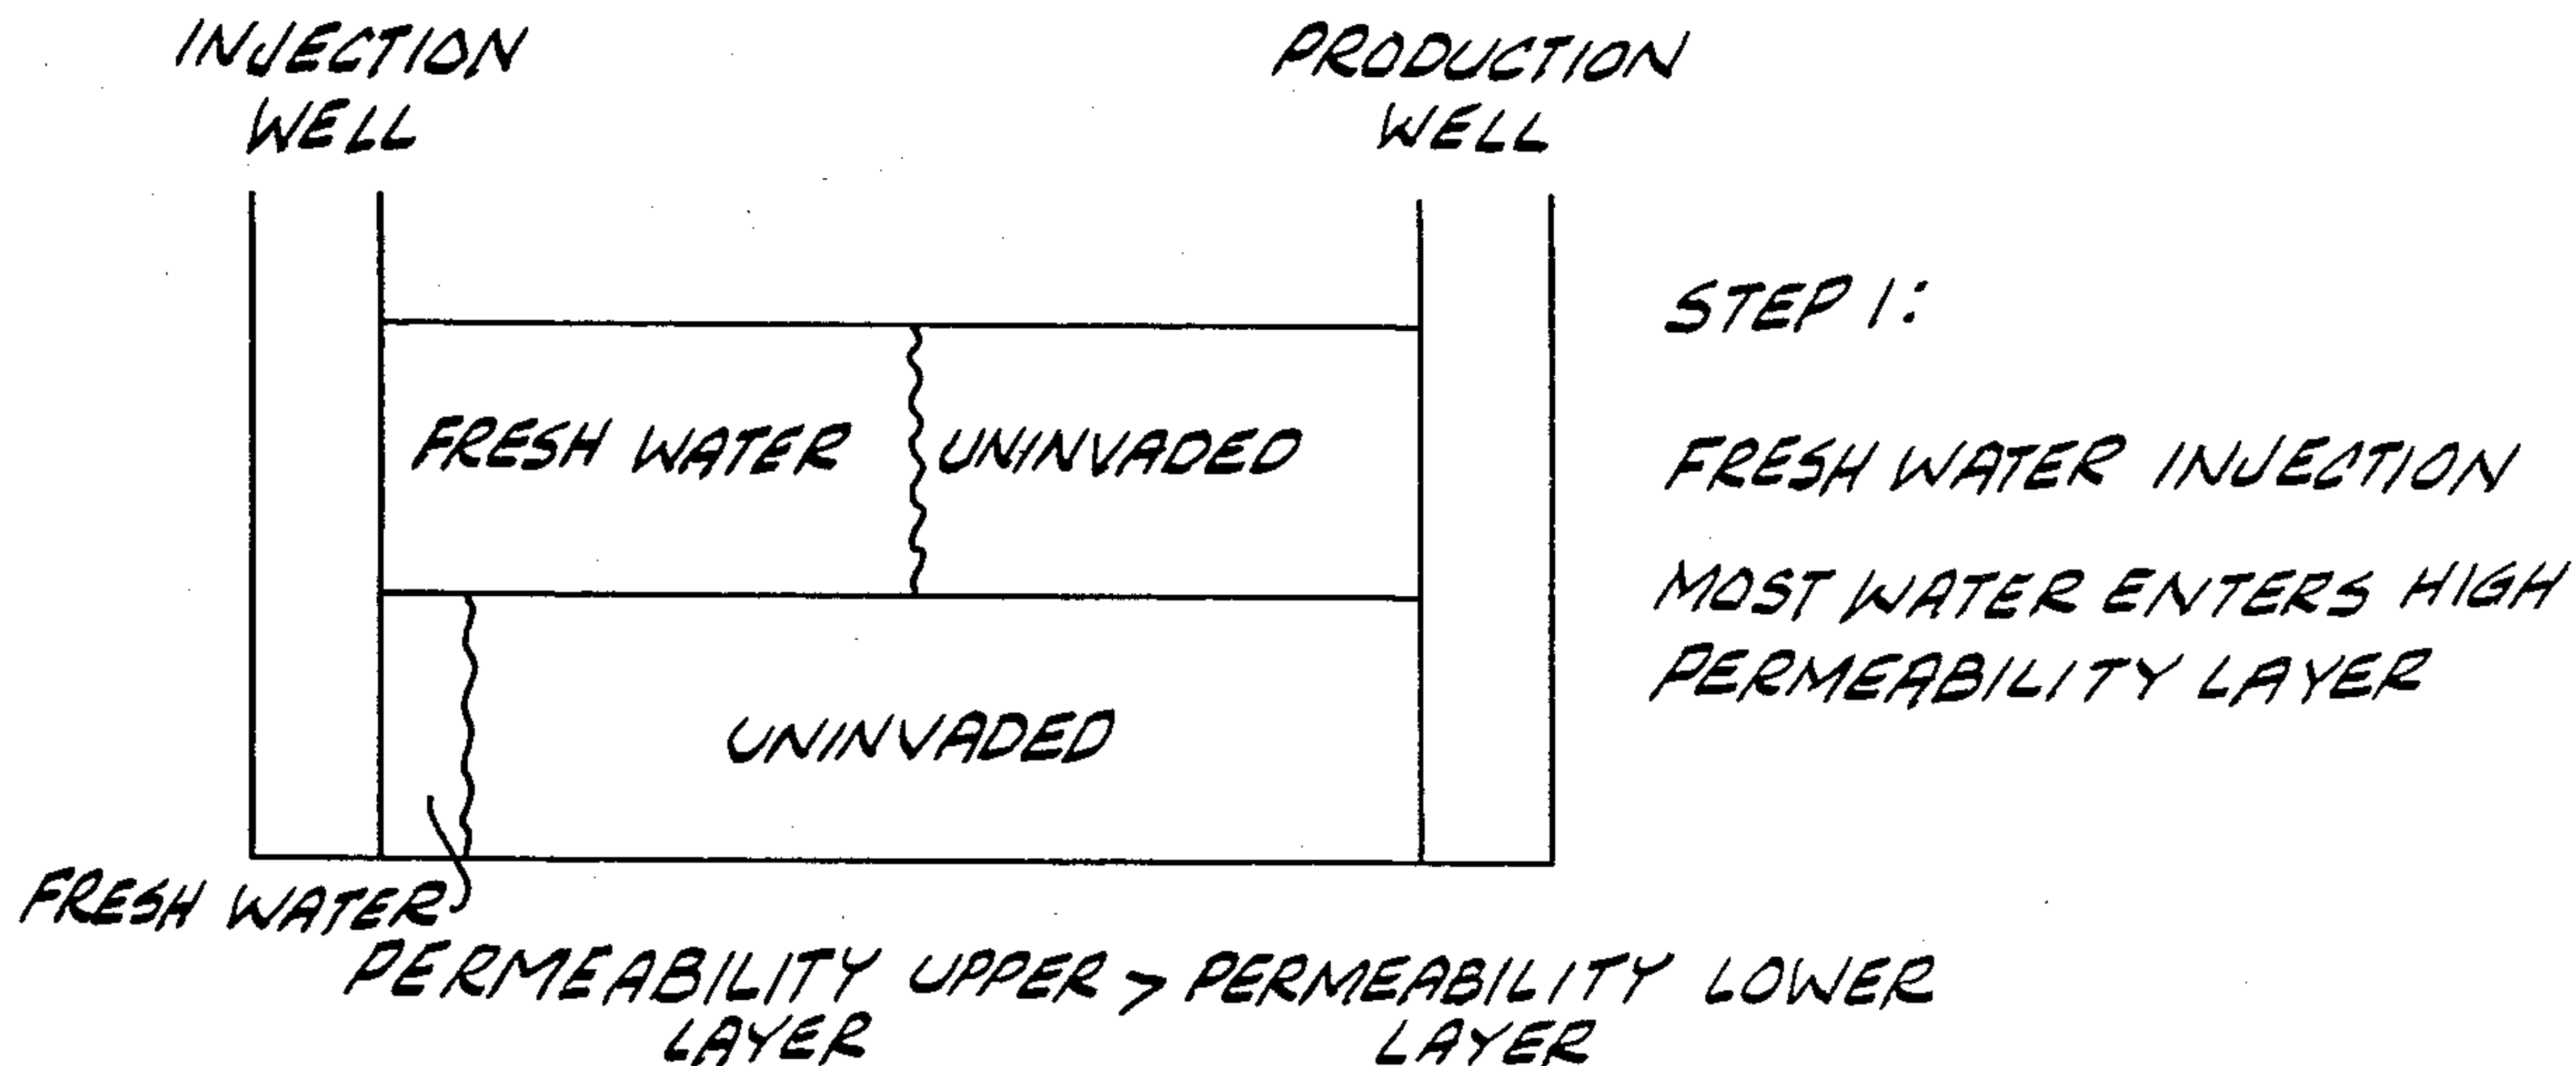 INJECTION
WELL
PRODUCTION
WELL
STEP 1:
FRESH WATER
UNINVADED
FRESH WATER INJECTION
MOST WATER ENTERS HIGH
PERMEABILITY LAYER
UNINVADED
FRESH WATER
PERMEABILITY UPPER > PERMEABILITY LOWER
LAYER LAYER